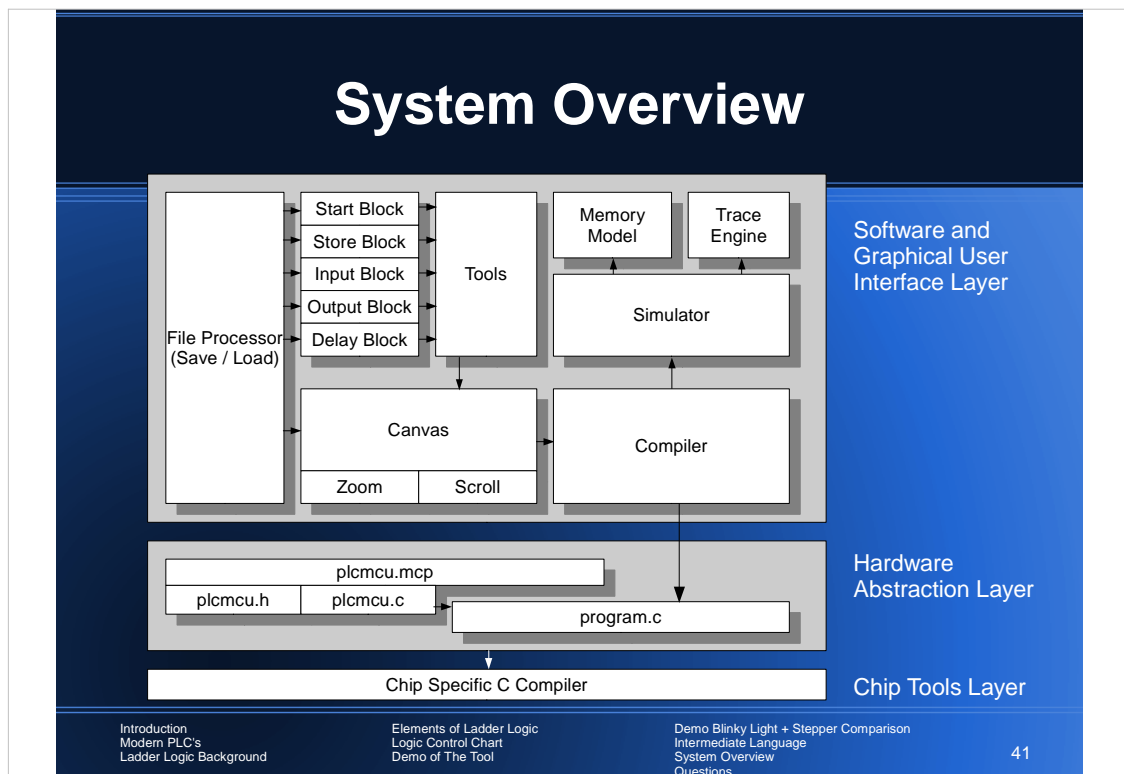 System Overview
Start Block
Store Block
Input Block
Output Block
Delay Block
File Processor
(Save / Load)
Tools
Memory
Model
Trace
Engine
Simulator
Canvas
Zoom
Scroll
Compiler
Software and
Graphical User
Interface Layer
plcmcu.mcp
plcmcu.h
plcmcu.c
program.c
Hardware
Abstraction Layer
Chip Specific C Compiler
Chip Tools Layer
Introduction
Modern PLC's
Ladder Logic Background
Elements of Ladder Logic
Logic Control Chart
Demo of The Tool
Demo Blinky Light + Stepper Comparison
Intermediate Language
System Overview
Questions
41